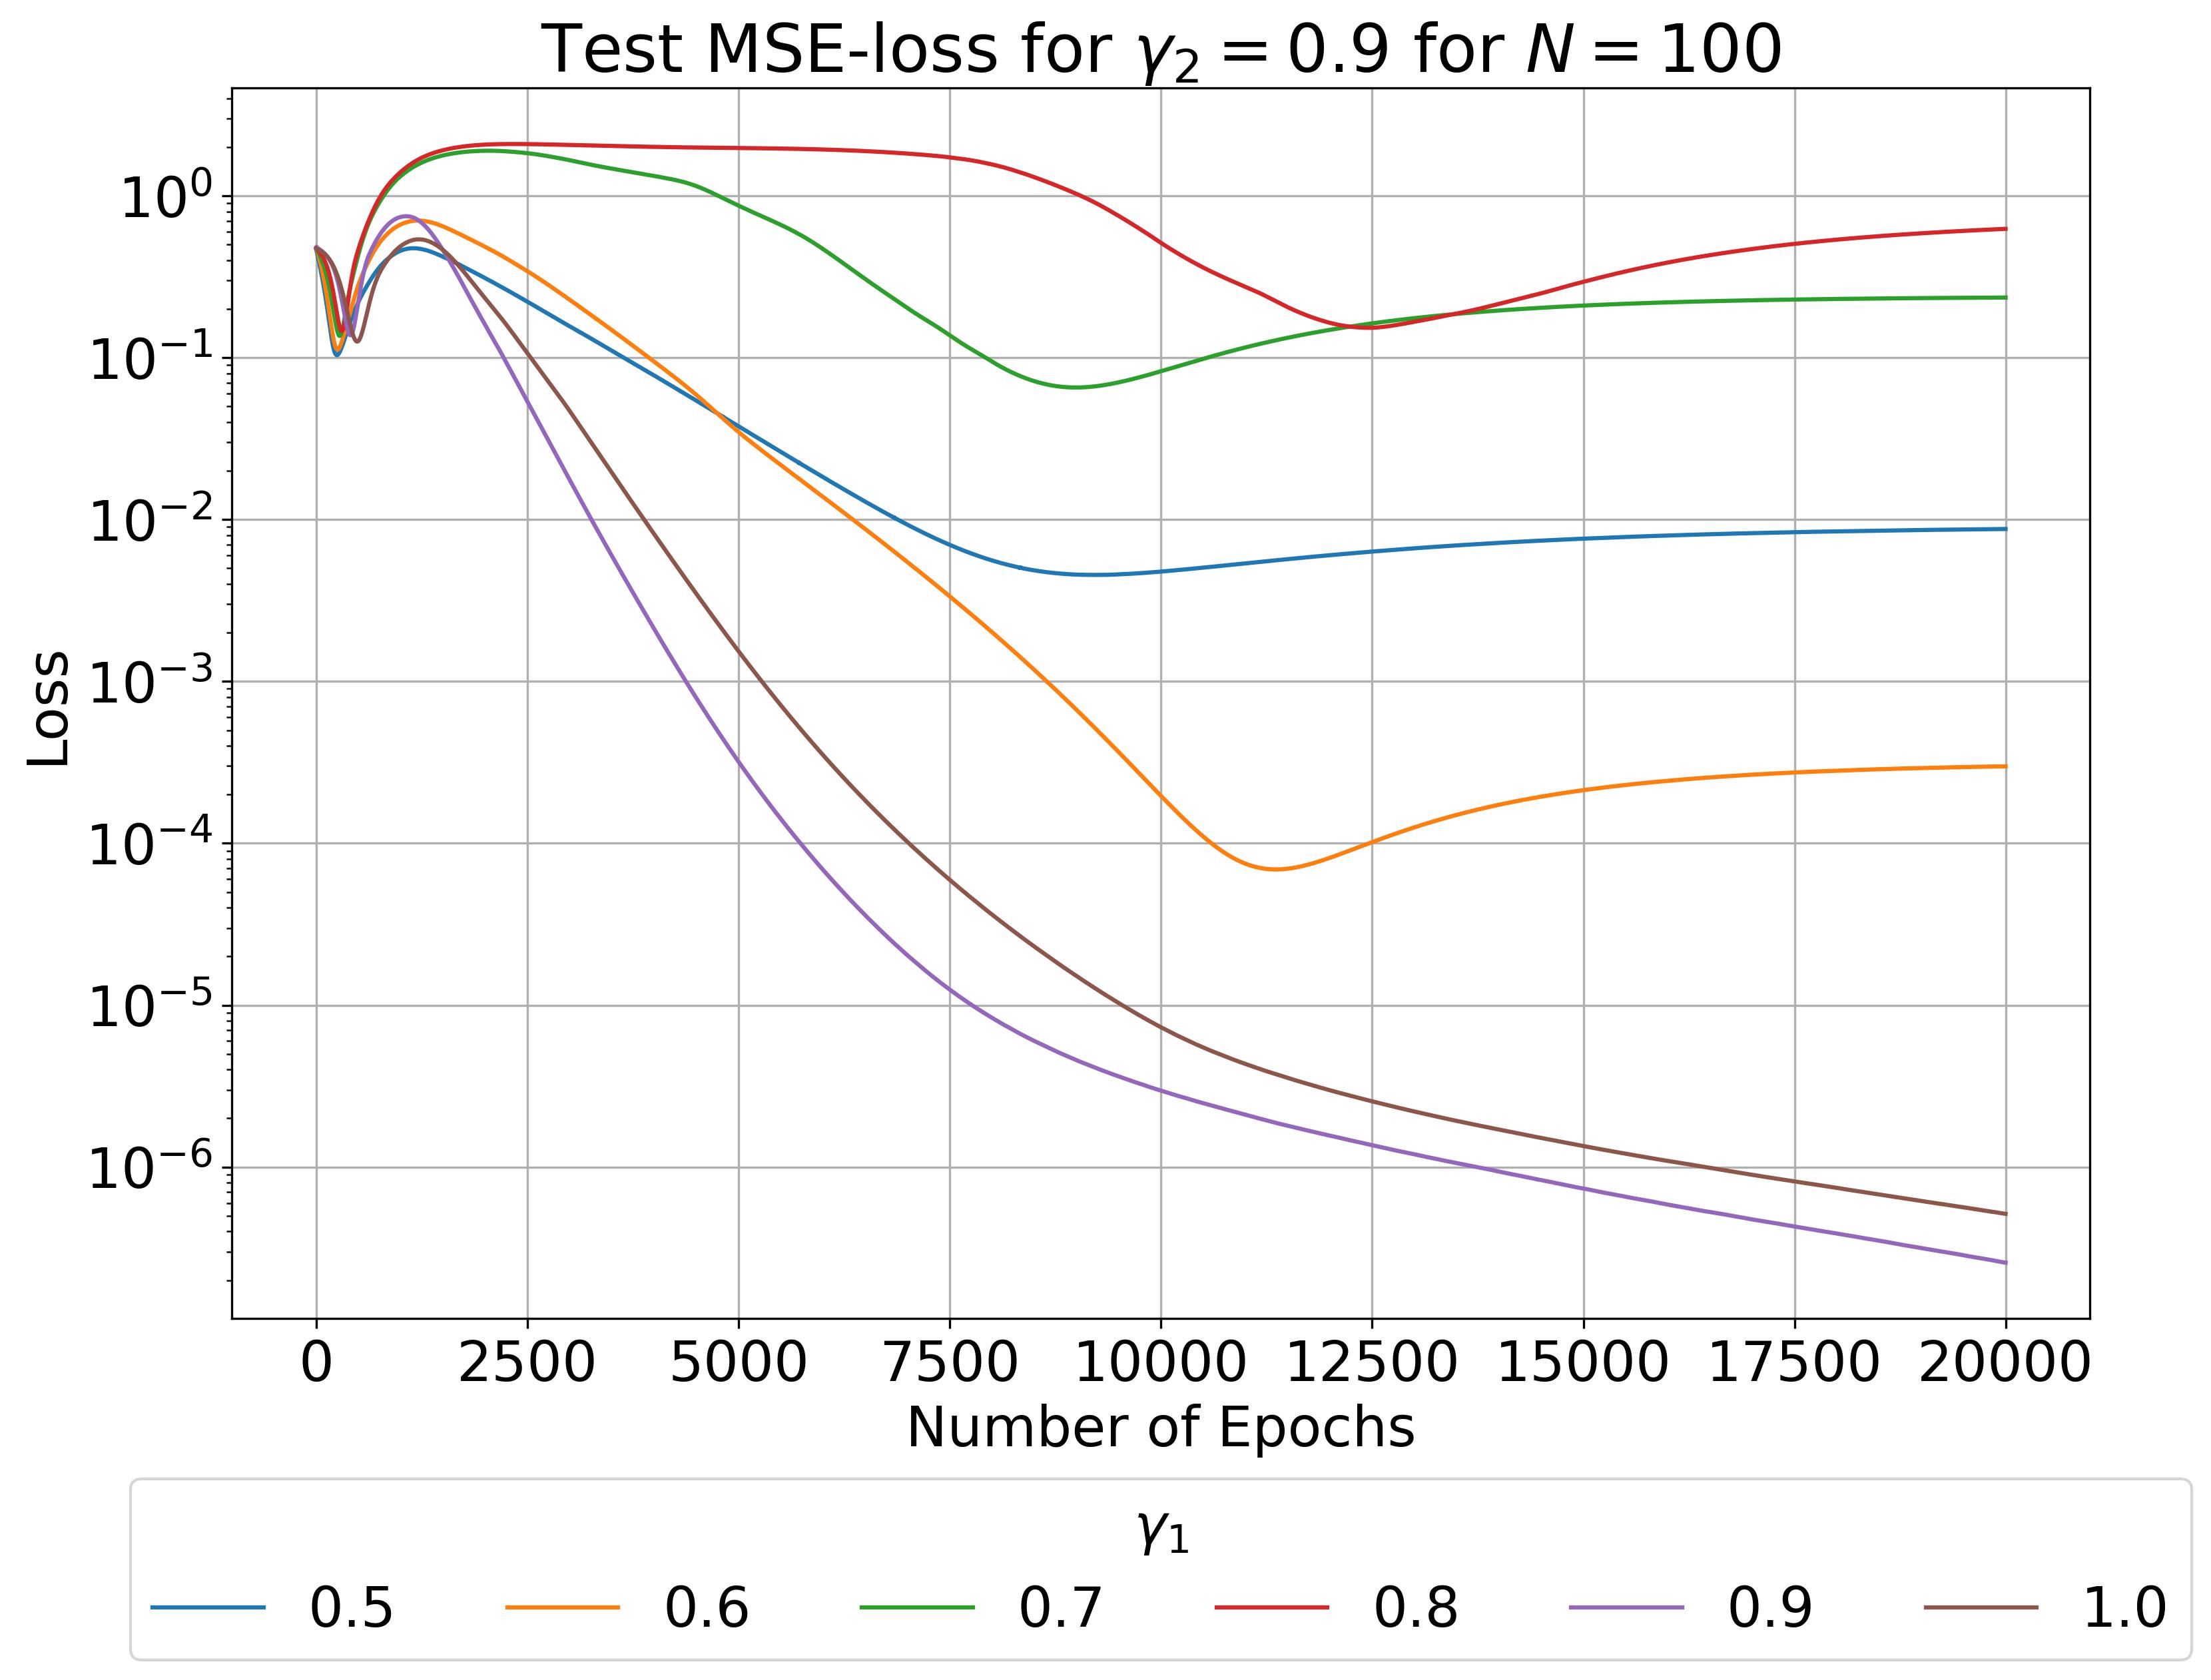 Test MSE-loss for γ₂ = 0.9 for N = 100
Loss
10⁰
10⁻¹
10⁻²
10⁻³
10⁻⁴
10⁻⁵
10⁻⁶
0 2500 5000 7500 10000 12500 15000 17500 20000
Number of Epochs
γ₁
0.5 0.6 0.7 0.8 0.9 1.0